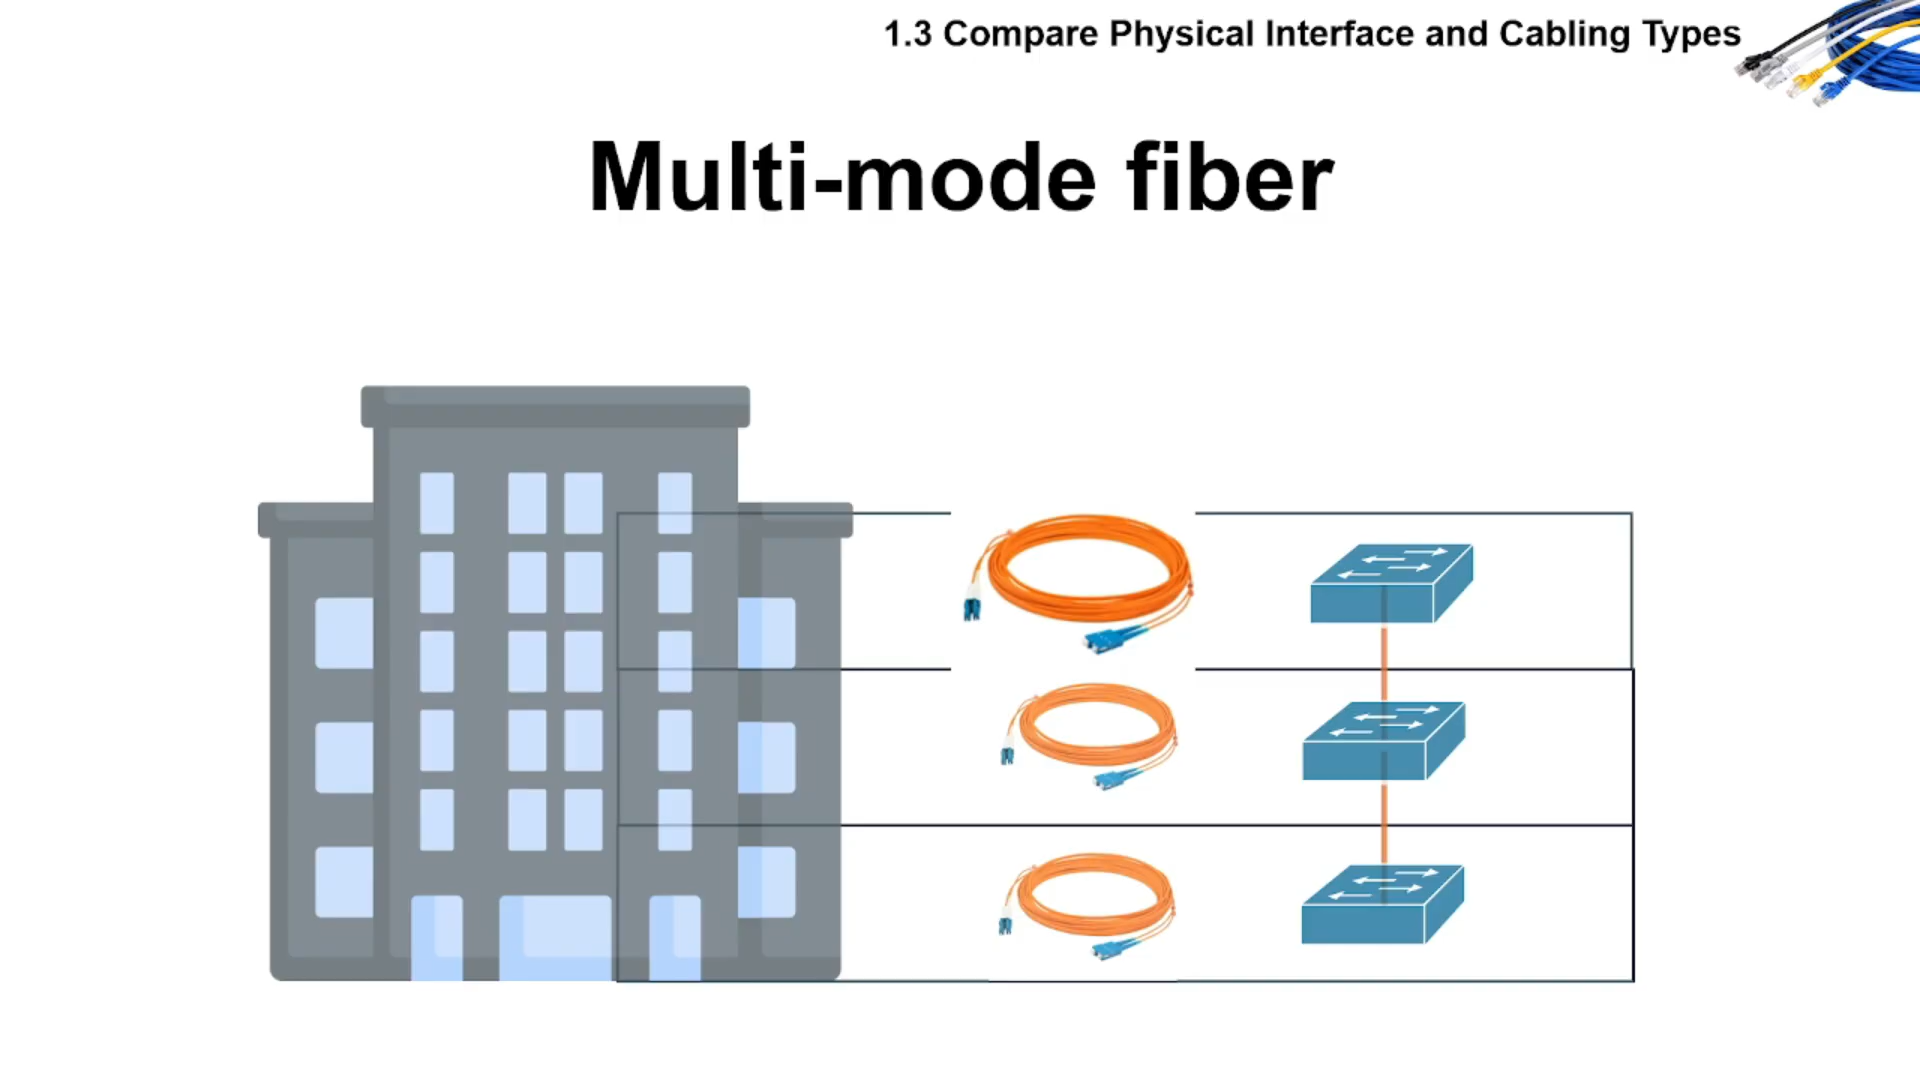 1.3 Compare Physical Interface and Cabling Types
Multi-mode fiber